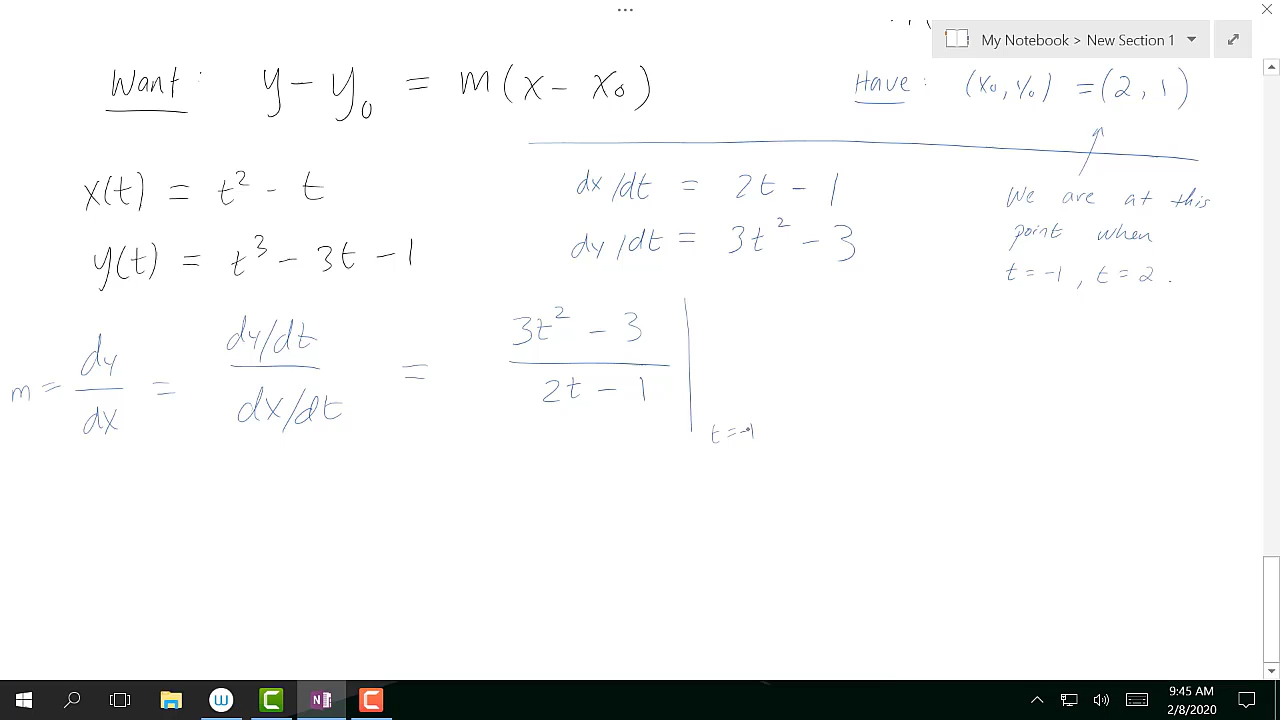 My Notebook > New Section 1
Want : y - y₀ = m(x - x₀)
Have : (x₀, y₀) = (2, 1)
x(t) = t² - t
dx/dt = 2t - 1
We are at this
point when
t = -1, t = 2.
y(t) = t³ - 3t - 1
dy/dt = 3t² - 3
m = dy/dx = (dy/dt)/(dx/dt) = (3t² - 3)/(2t - 1) | t = -1
N
9:45 AM
2/8/2020